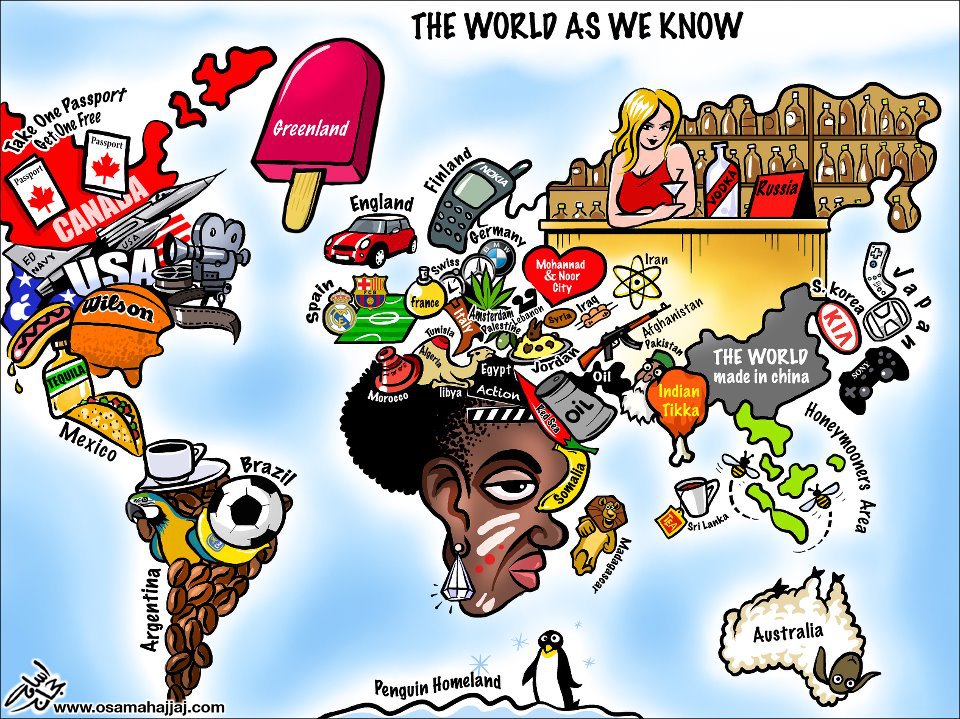 THE WORLD AS WE KNOW
Take One Passport
Get One Free
Passport
Passport
CANADA
USA
ED
NAVY
USA
Wilson
TEQUILA
Mexico
Greenland
England
Finland
NOKIA
Germany
BMW
Swiss
Spain
france
Italy
Amsterdam
Palestine
Lebanon
Mohannad
& Noor
City
Syria
Iraq
Iran
Jordan
Afghanistan
Pakistan
VODKA
Russia
S. korea
KIA
Japan
SONY
THE WORLD
made in china
Honeymooners Area
Indian
Tikka
Oil
OIL
Red Sea
Tunisia
Algeria
Morocco
libya
Egypt
Action
Somalia
Madagascar
TEA
Sri Lanka
Brazil
Argentina
Australia
Penguin Homeland
www.osamahajjaj.com